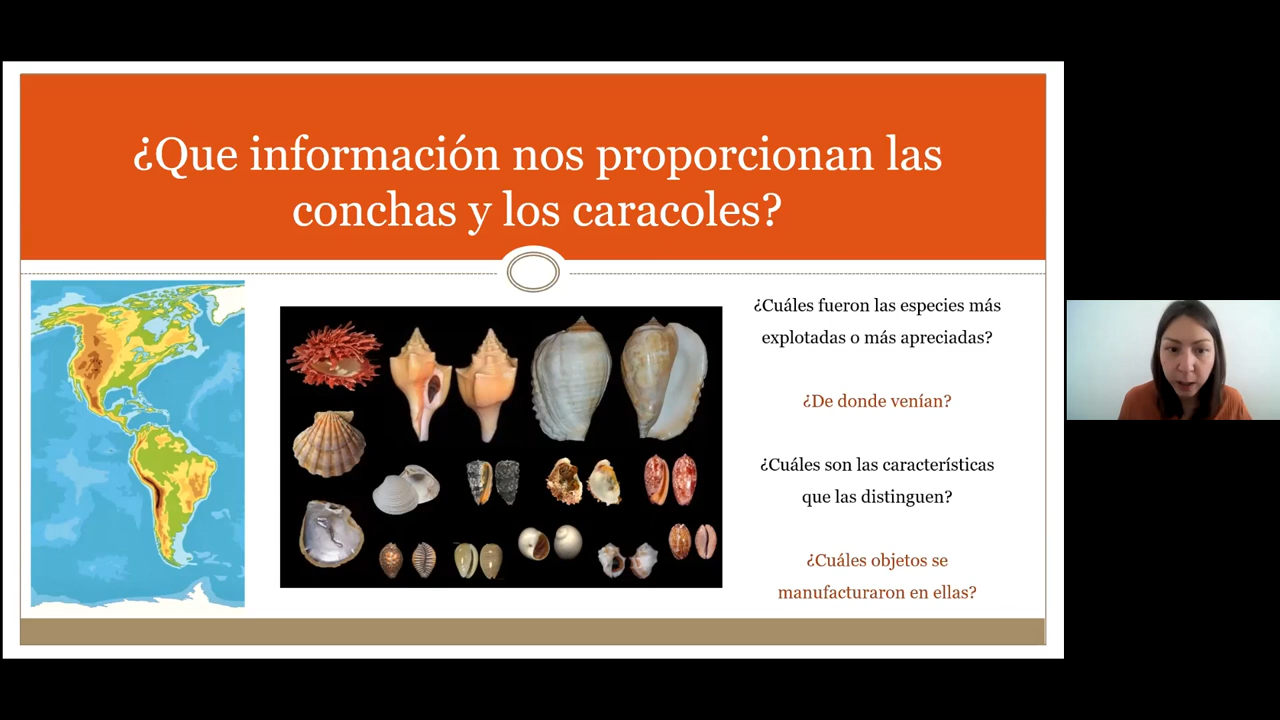 ¿Que información nos proporcionan las
conchas y los caracoles?
¿Cuáles fueron las especies más
explotadas o más apreciadas?
¿De donde venían?
¿Cuáles son las características
que las distinguen?
¿Cuáles objetos se
manufacturaron en ellas?